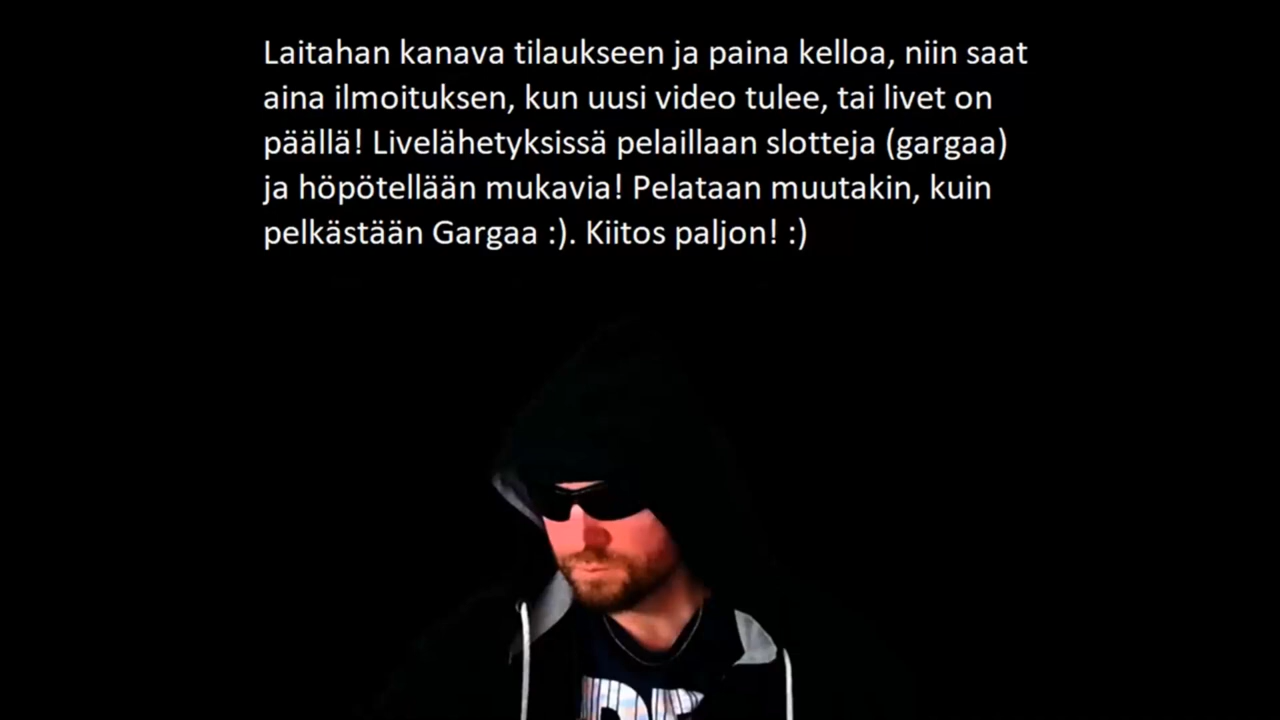 Laitahan kanava tilaukseen ja paina kelloa, niin saat
aina ilmoituksen, kun uusi video tulee, tai livet on
päällä! Livelähetyksissä pelaillaan slotteja (gargaa)
ja höpötellään mukavia! Pelataan muutakin, kuin
pelkästään Gargaa :). Kiitos paljon! :)